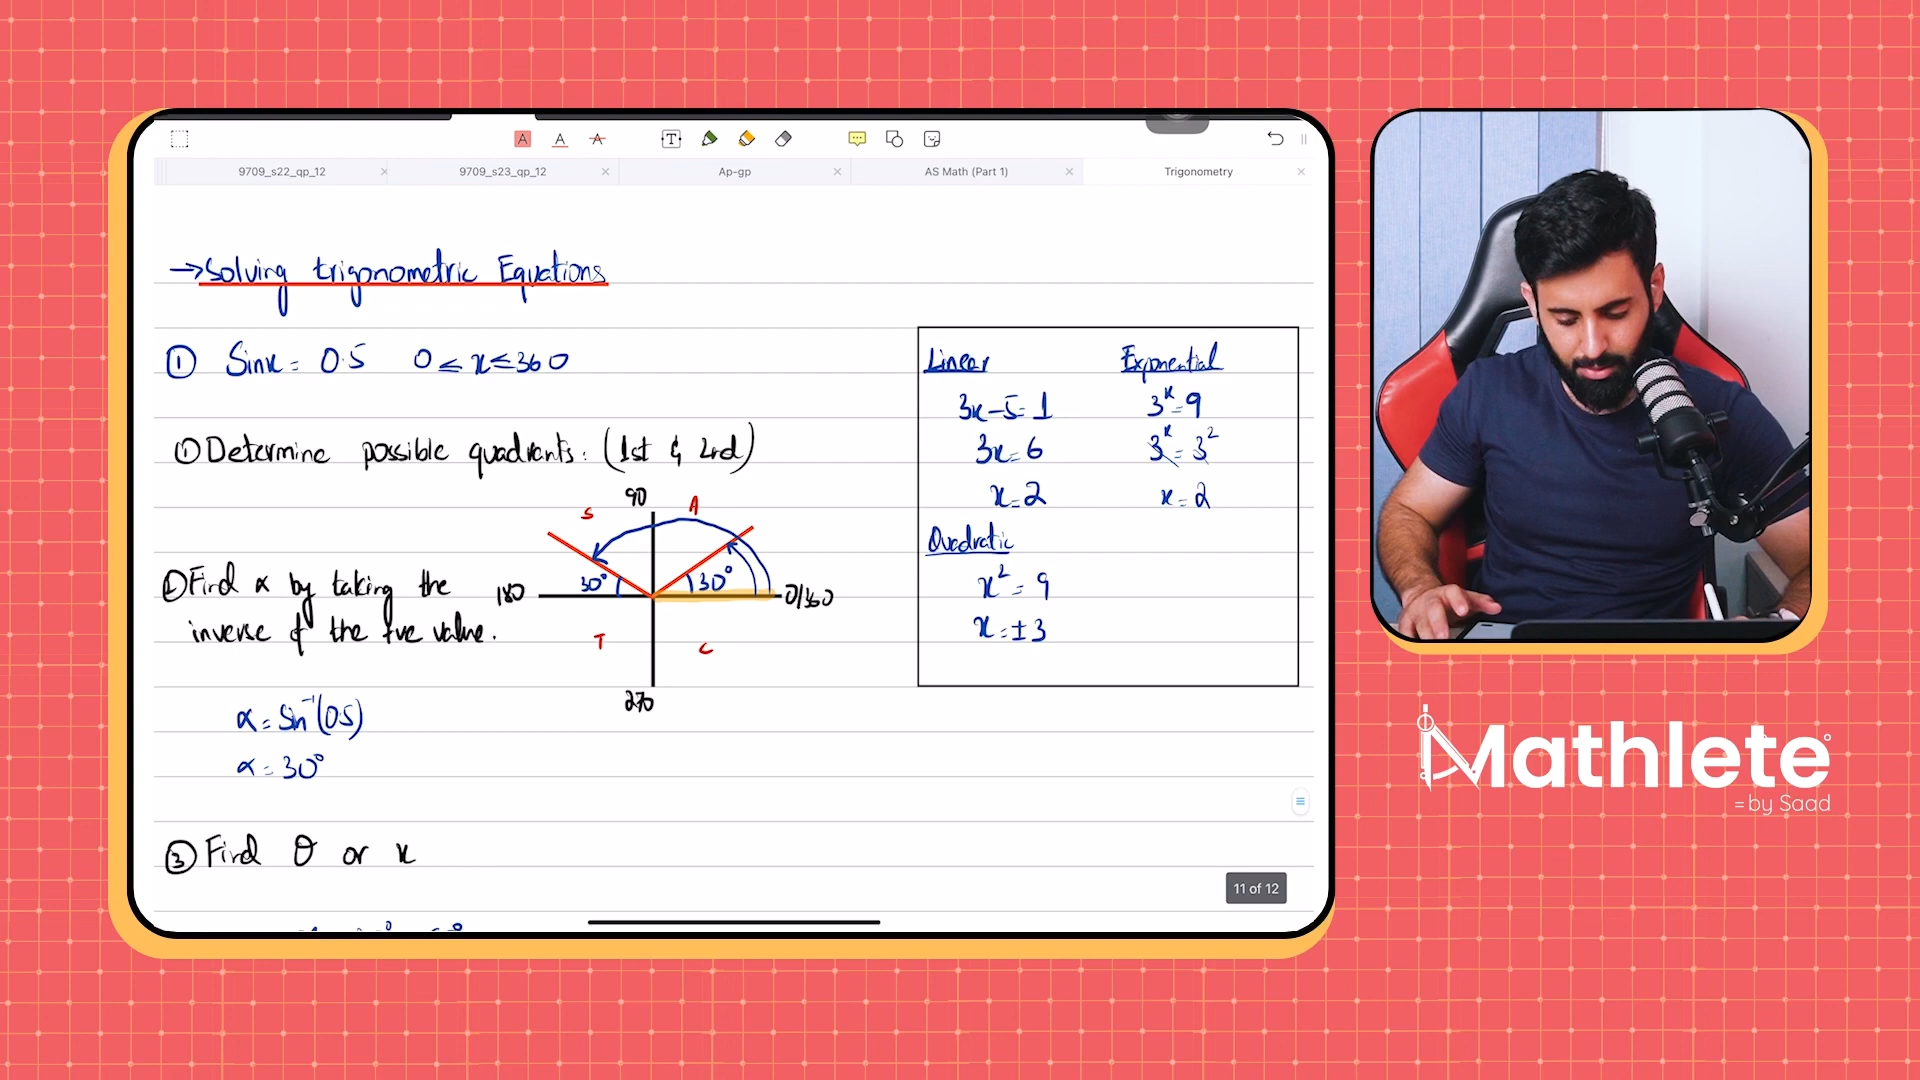 A A A T
9709_s22_qp_12 × 9709_s23_qp_12 × Ap-gp × AS Math (Part 1) × Trigonometry ×
→ Solving trigonometric Equations
① Sinx = 0.5 0 ≤ x ≤ 360
① Determine possible quadrants: (1st & 2nd)
90
S A
② Find α by taking the
inverse of the +ve value.
180 30° 30° 0/360
T C
270
α = Sin⁻¹(0.5)
α = 30°
③ Find θ or x
Linear
3x - 5 = 1
3x = 6
x = 2
Exponential
3ˣ = 9
3ˣ = 3²
x = 2
Quadratic
x² = 9
x = ±3
11 of 12
Mathlete
= by Saad